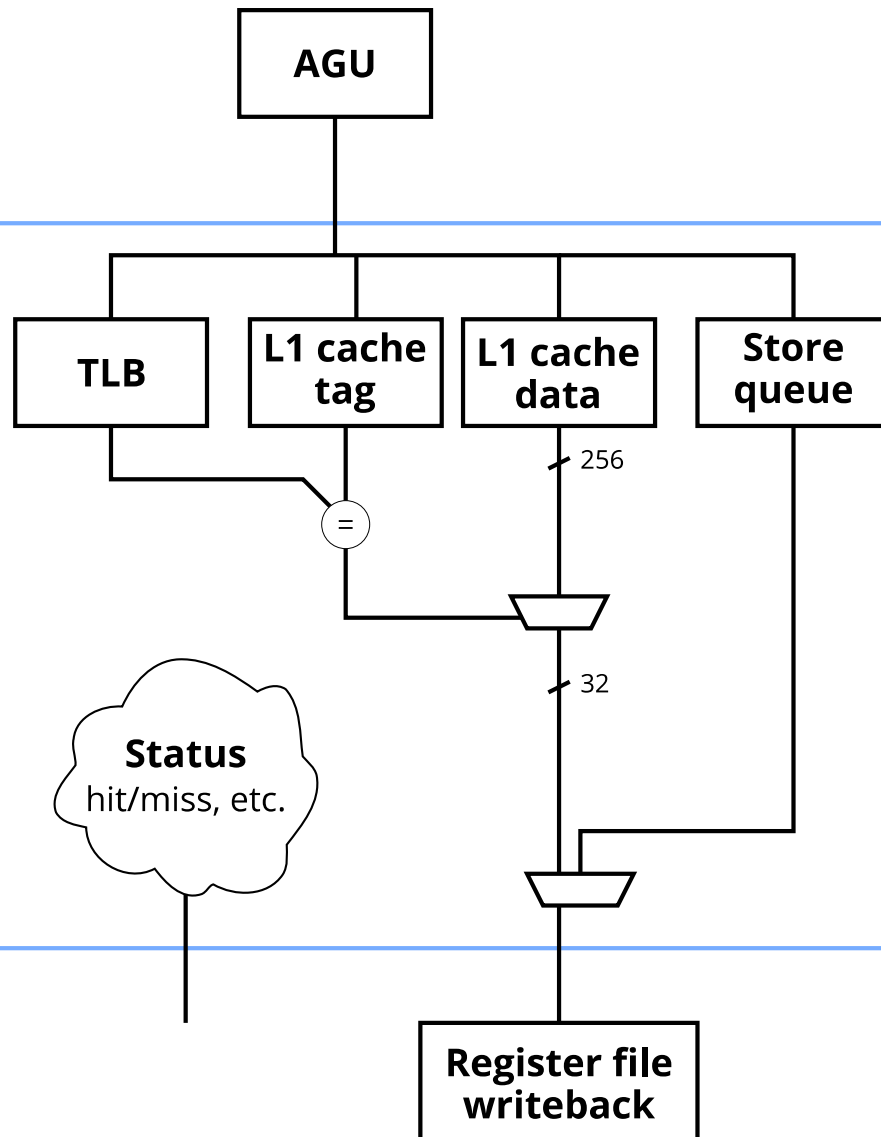 AGU
TLB
L1 cache
tag
L1 cache
data
Store
queue
256
=
32
Status
hit/miss, etc.
Register file
writeback